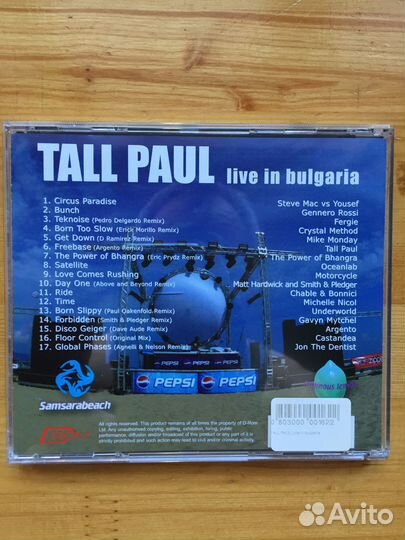 TALL PAUL live in bulgaria
1. Circus Paradise Steve Mac vs Yousef
2. Bunch Gennero Rossi
3. Teknoise (Pedro Delgardo Remix) Fergie
4. Born Too Slow (Erick Morillo Remix) Crystal Method
5. Get Down (D Ramirez Remix) Mike Monday
6. Freebase (Argento Remix) Tall Paul
7. The Power of Bhangra (Eric Prydz Remix) The Power of Bhangra
8. Satellite Oceanlab
9. Love Comes Rushing Motorcycle
10. Day One (Above and Beyond Remix) Matt Hardwick and Smith & Pledger
11. Ride Chable & Bonnici
12. Time Michelle Nicol
13. Born Slippy (Paul Oakenfold Remix) Underworld
14. Forbidden (Smith & Pledger Remix) Gavyn Mytchel
15. Disco Geiger (Dave Aude Remix) Argento
16. Floor Control (Original Mix) Castandea
17. Global Phases (Agnelli & Nelson Remix) Jon The Dentist
PEPSI PEPSI
Samsarabeach
All rights reserved. This product remains at all times the property of D-More
Ltd. Any unauthorised copying, editing, exhibition, hiring, public
performance, diffusion and/or broadcast of this product or any part of it is
strictly prohibited and such action may lead to civil and/or criminal activity.
0 803000 001622
Avito